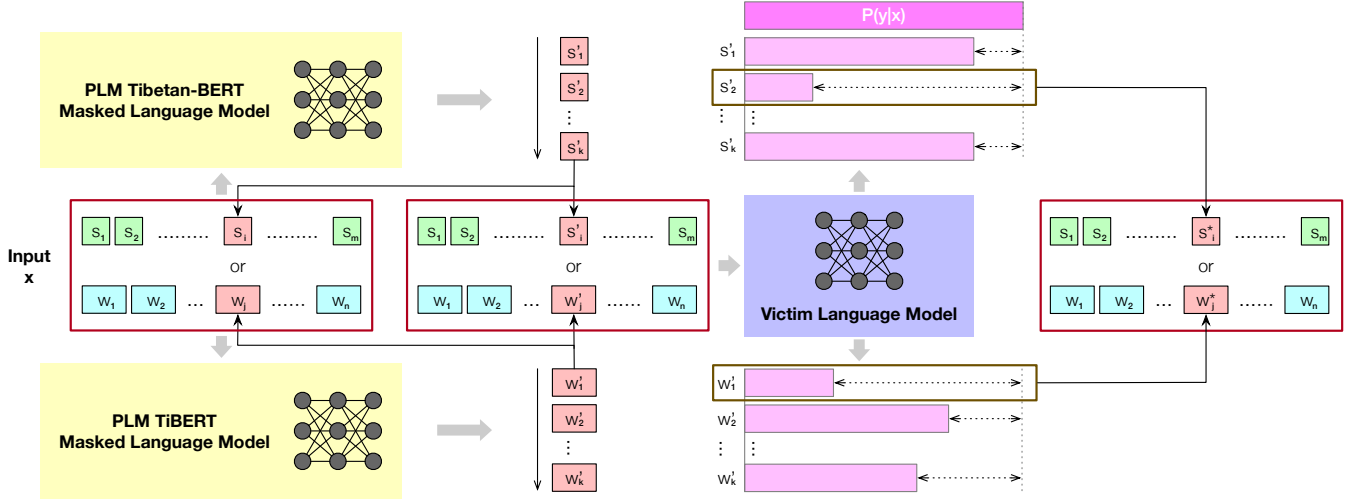 PLM Tibetan-BERT
Masked Language Model
S'1
S'2
⋮
S'k
P(y|x)
S'1
S'2
⋮ ⋮
S'k
Input
x
S1 S2 ........ Si ......... Sm
or
W1 W2 ... Wj ...... Wn
S1 S2 ........ S'i ......... Sm
or
W1 W2 ... W'j ...... Wn
Victim Language Model
S1 S2 ........ S*i ......... Sm
or
W1 W2 ... W*j ...... Wn
PLM TiBERT
Masked Language Model
W'1
W'2
⋮
W'k
W'1
W'2
⋮ ⋮
W'k